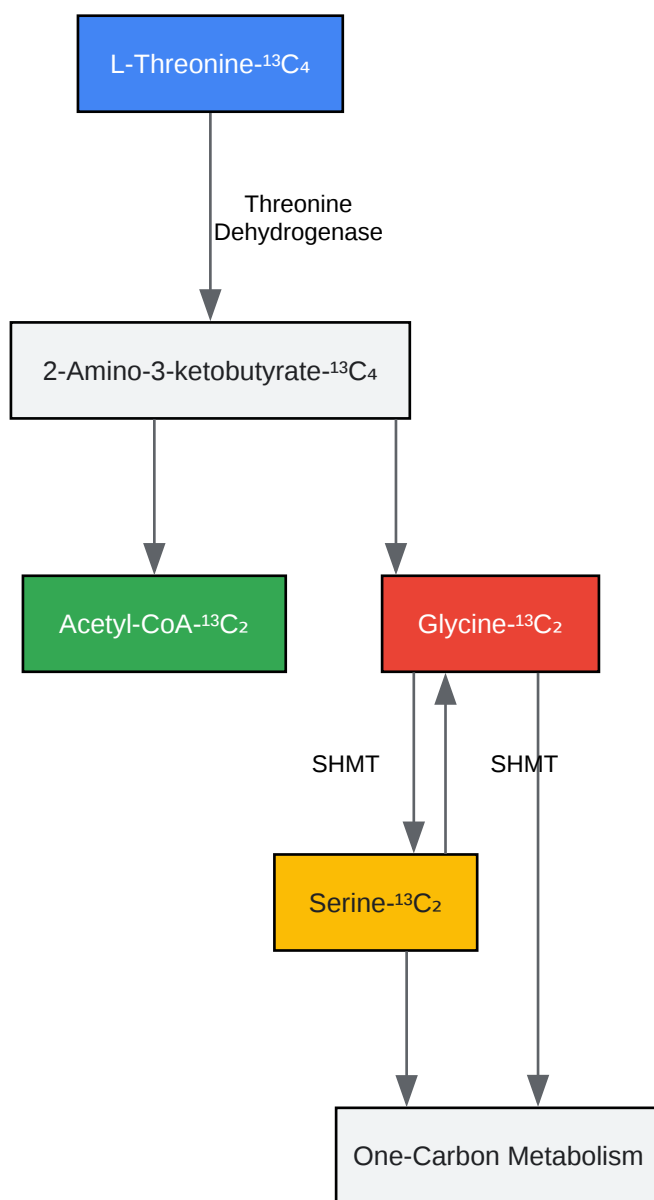 L-Threonine-¹³C₄
Threonine
Dehydrogenase
2-Amino-3-ketobutyrate-¹³C₄
Acetyl-CoA-¹³C₂
Glycine-¹³C₂
SHMT
SHMT
Serine-¹³C₂
One-Carbon Metabolism